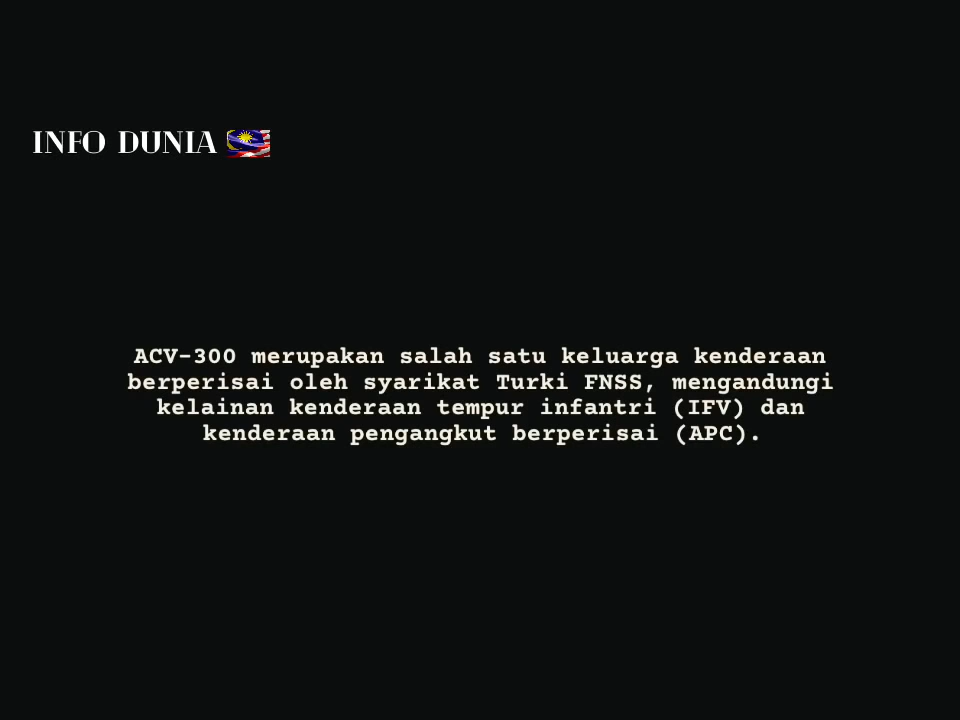 INFO DUNIA
ACV-300 merupakan salah satu keluarga kenderaan
berperisai oleh syarikat Turki FNSS, mengandungi
kelainan kenderaan tempur infantri (IFV) dan
kenderaan pengangkut berperisai (APC).